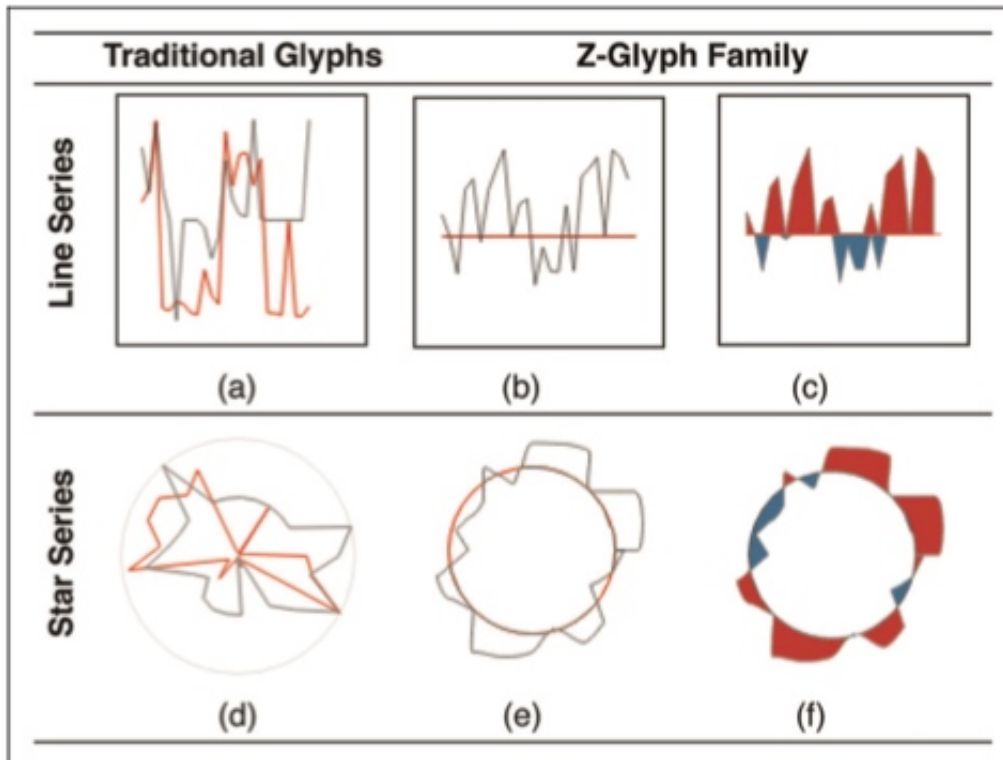 Traditional Glyphs Z-Glyph Family
Line Series
(a) (b) (c)
Star Series
(d) (e) (f)